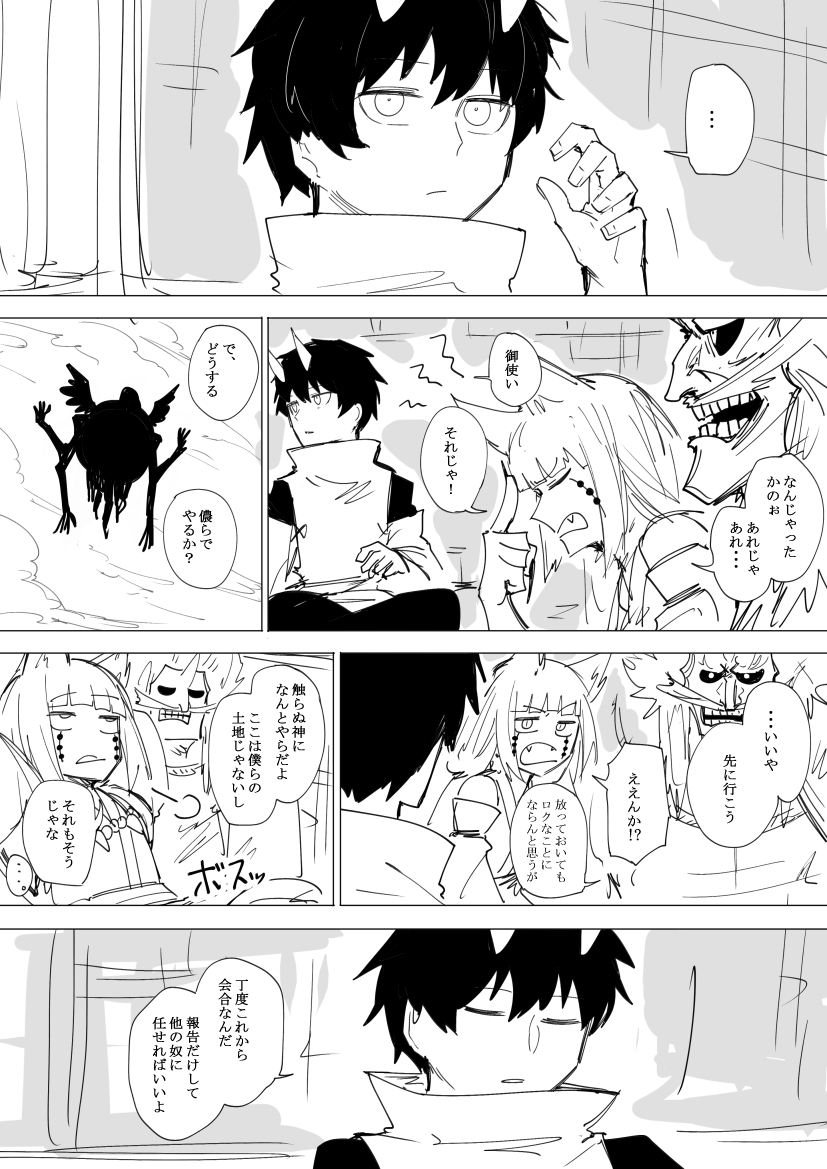 …
なんじゃった
かのぉ
あれじゃ
あれ・・・
御使い
それじゃ！
で、
どうする
儂らで
やるか？
・・いいや
先に行こう
ええんか!?
放っておいても
ロクなことに
ならんと思うが
触らぬ神に
なんとやらだよ
ここは僕らの
土地じゃないし
それもそう
じゃな
ボスッ
…。
丁度これから
会合なんだ
報告だけして
他の奴に
任せればいいよ